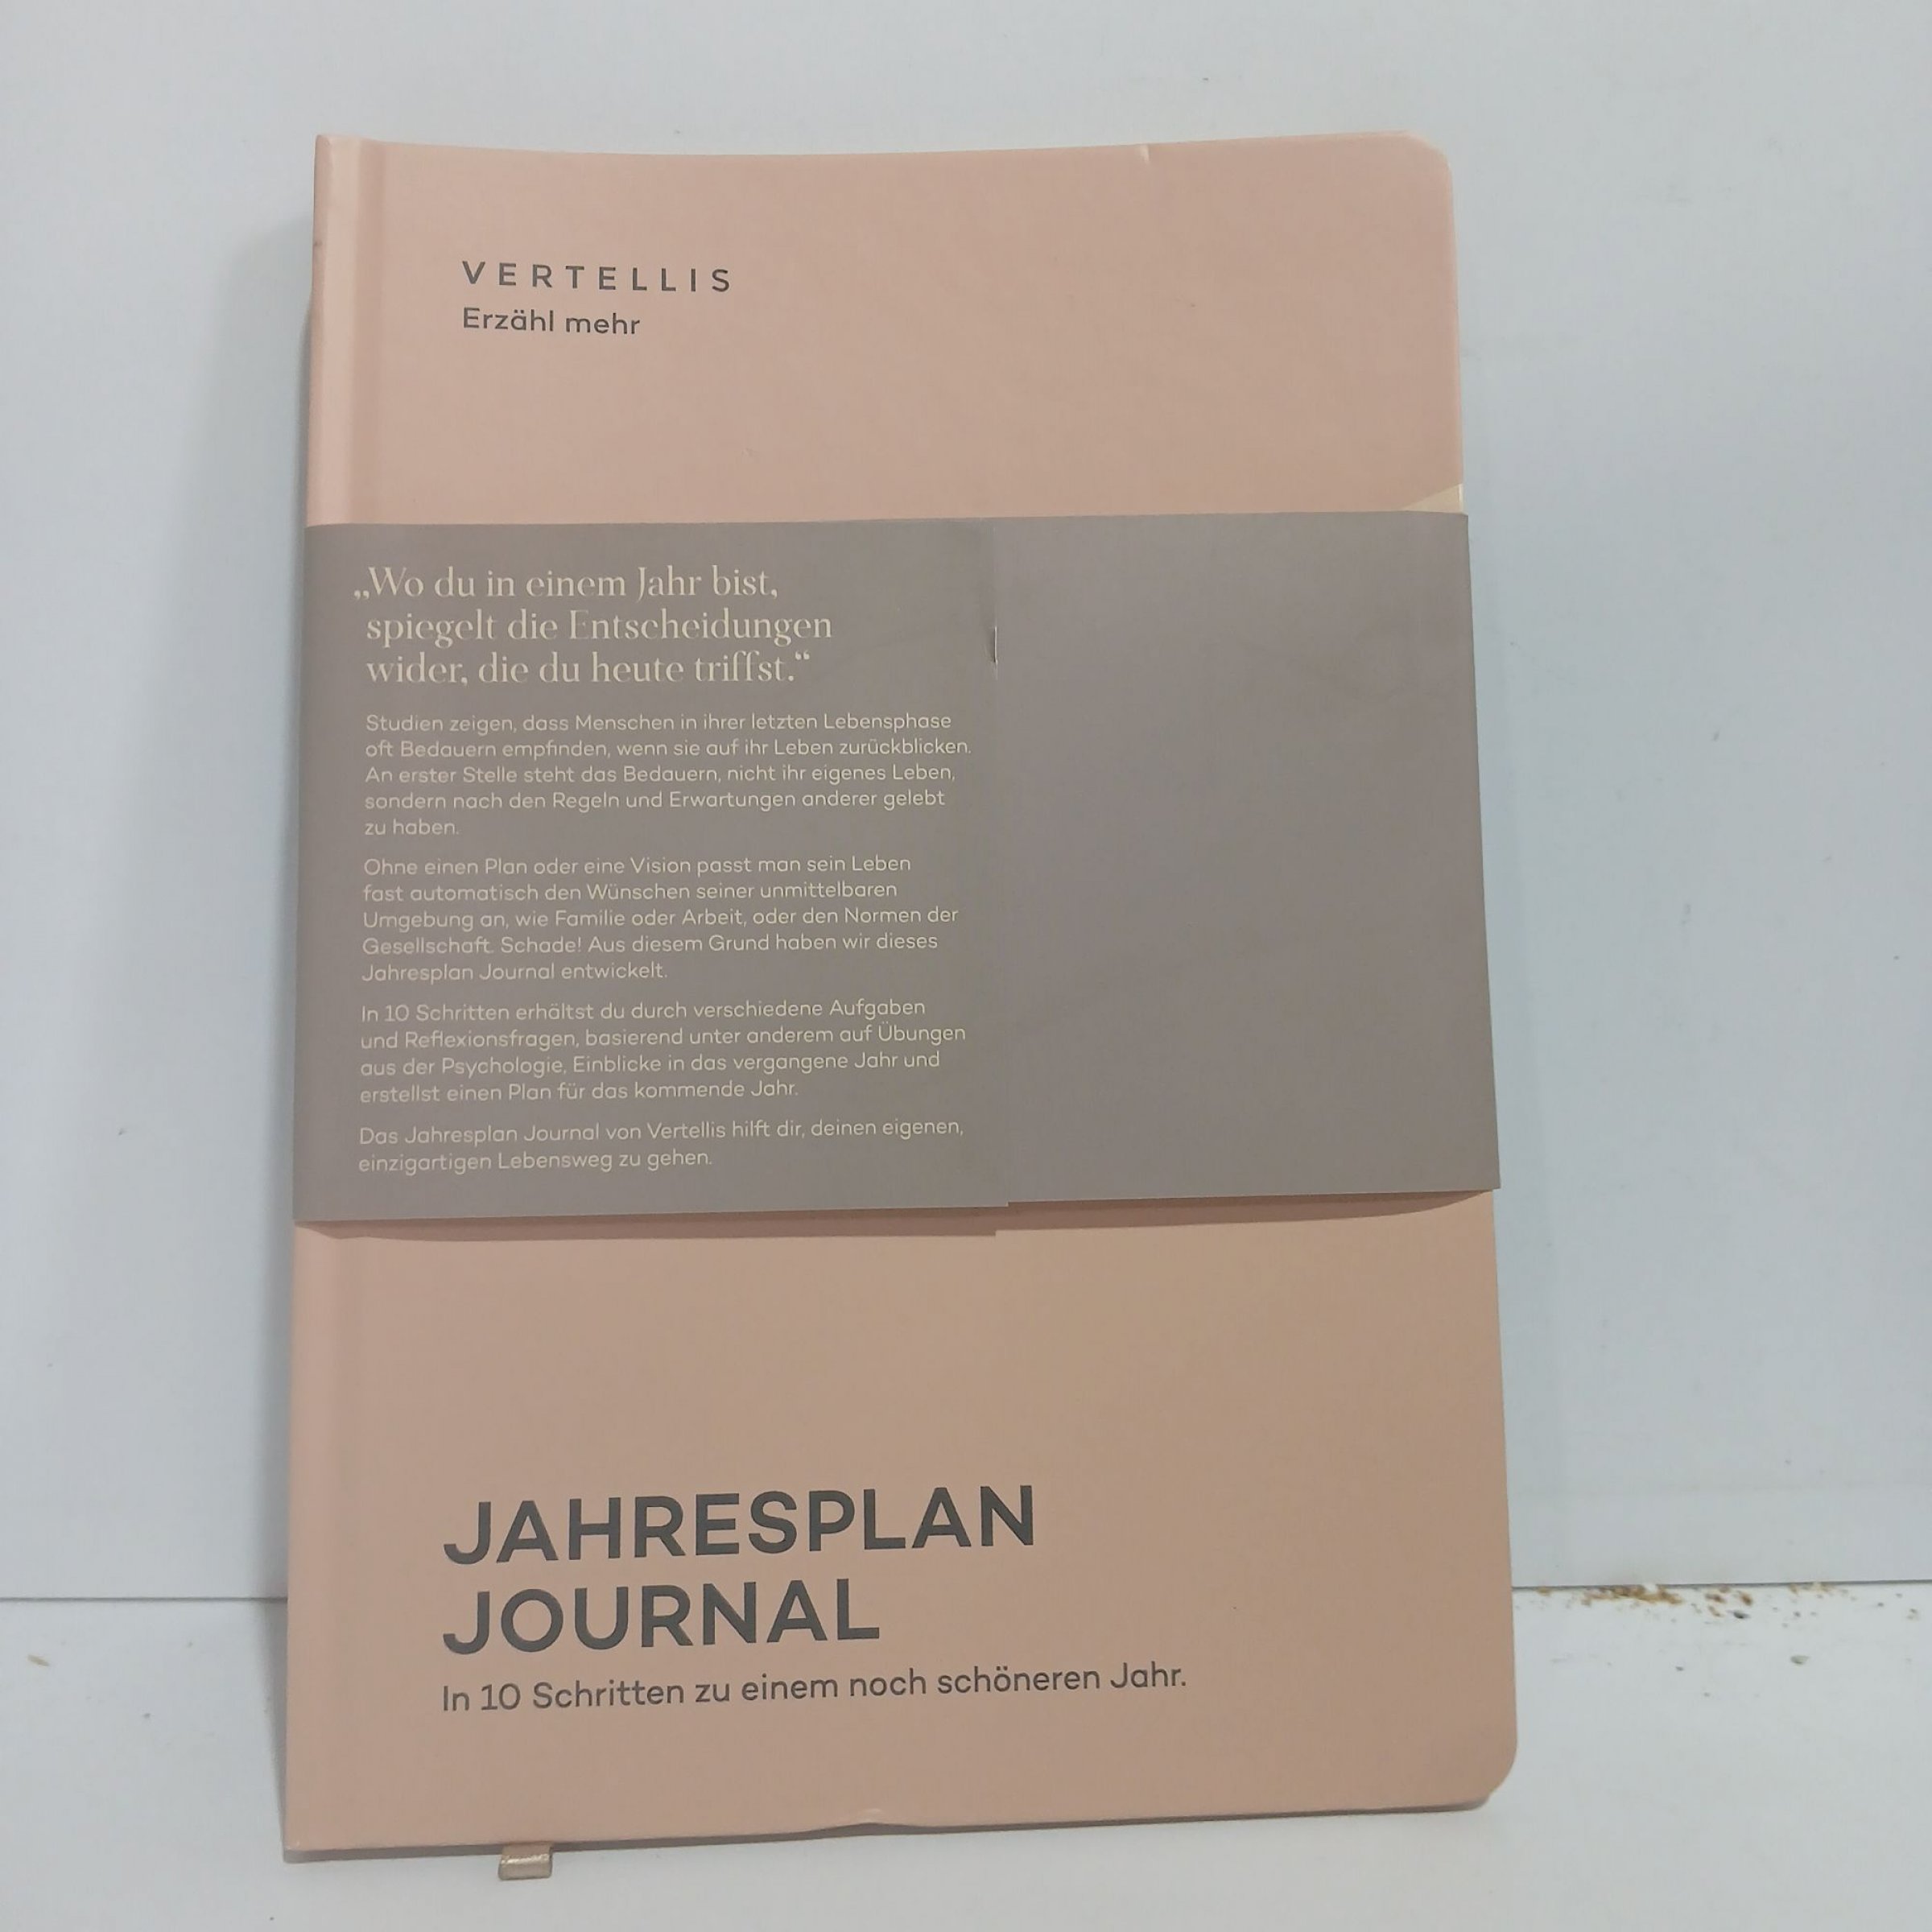 VERTELLIS
Erzähl mehr
„Wo du in einem Jahr bist,
spiegelt die Entscheidungen
wider, die du heute triffst.“
Studien zeigen, dass Menschen in ihrer letzten Lebensphase
oft Bedauern empfinden, wenn sie auf ihr Leben zurückblicken.
An erster Stelle steht das Bedauern, nicht ihr eigenes Leben,
sondern nach den Regeln und Erwartungen anderer gelebt
zu haben.
Ohne einen Plan oder eine Vision passt man sein Leben
fast automatisch den Wünschen seiner unmittelbaren
Umgebung an, wie Familie oder Arbeit, oder den Normen der
Gesellschaft. Schade! Aus diesem Grund haben wir dieses
Jahresplan Journal entwickelt.
In 10 Schritten erhältst du durch verschiedene Aufgaben
und Reflexionsfragen, basierend unter anderem auf Übungen
aus der Psychologie, Einblicke in das vergangene Jahr und
erstellst einen Plan für das kommende Jahr.
Das Jahresplan Journal von Vertellis hilft dir, deinen eigenen,
einzigartigen Lebensweg zu gehen.
JAHRESPLAN
JOURNAL
In 10 Schritten zu einem noch schöneren Jahr.